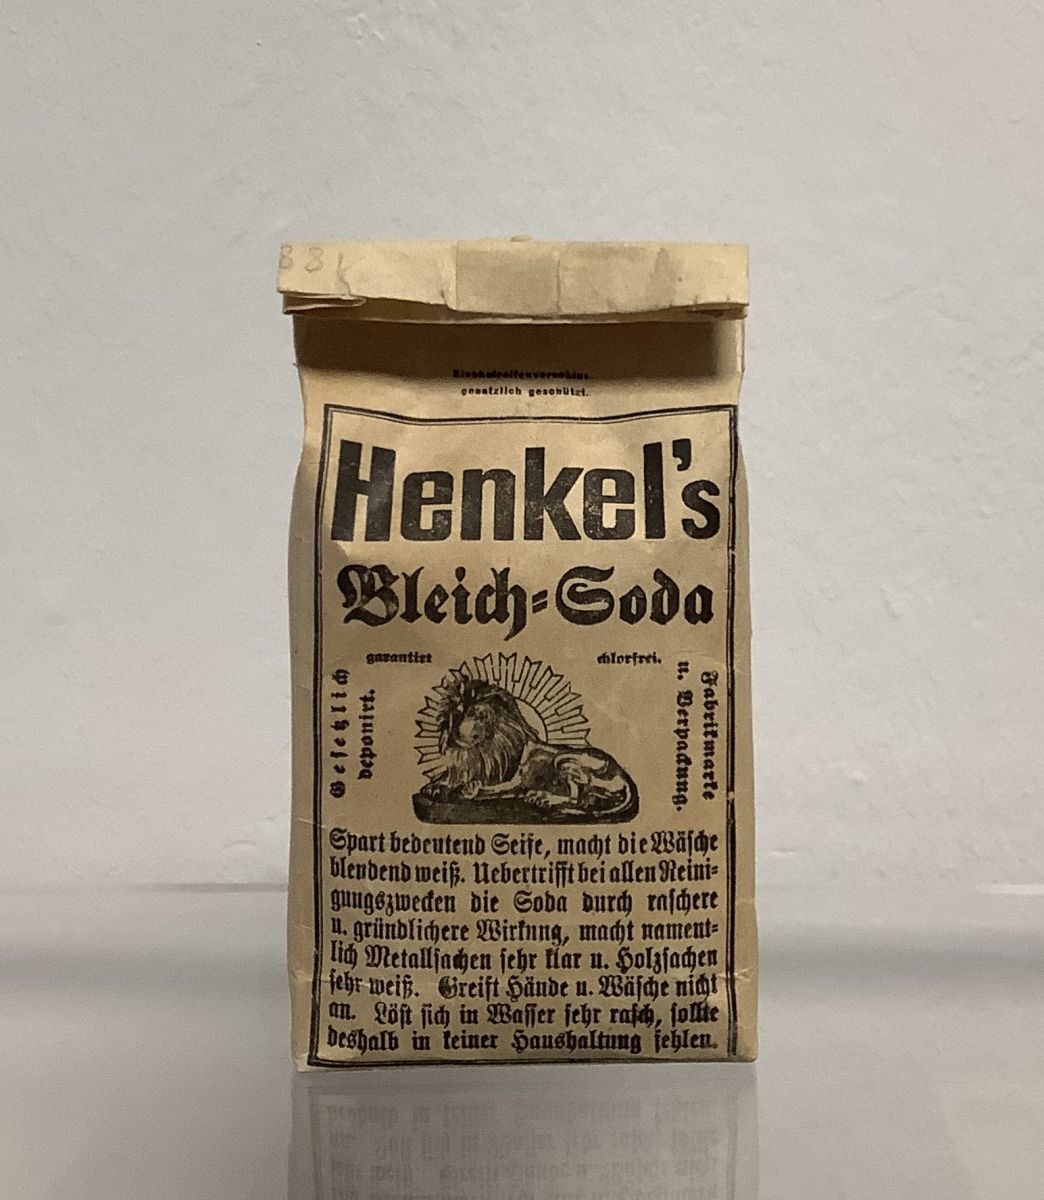 88
gesetzlich geschützt.
Henkel's
Bleich=Soda
garantirt chlorfrei.
Gesetzlich
deponirt.
Fabrikmarke
u. Verpackung.
Spart bedeutend Seife, macht die Wäsche
blendend weiß. Uebertrifft bei allen Reini=
gungszwecken die Soda durch raschere
u. gründlichere Wirkung, macht nament=
lich Metallsachen sehr klar u. Holzsachen
sehr weiß. Greift Hände u. Wäsche nicht
an. Löst sich in Wasser sehr rasch, sollte
deshalb in keiner Haushaltung fehlen.